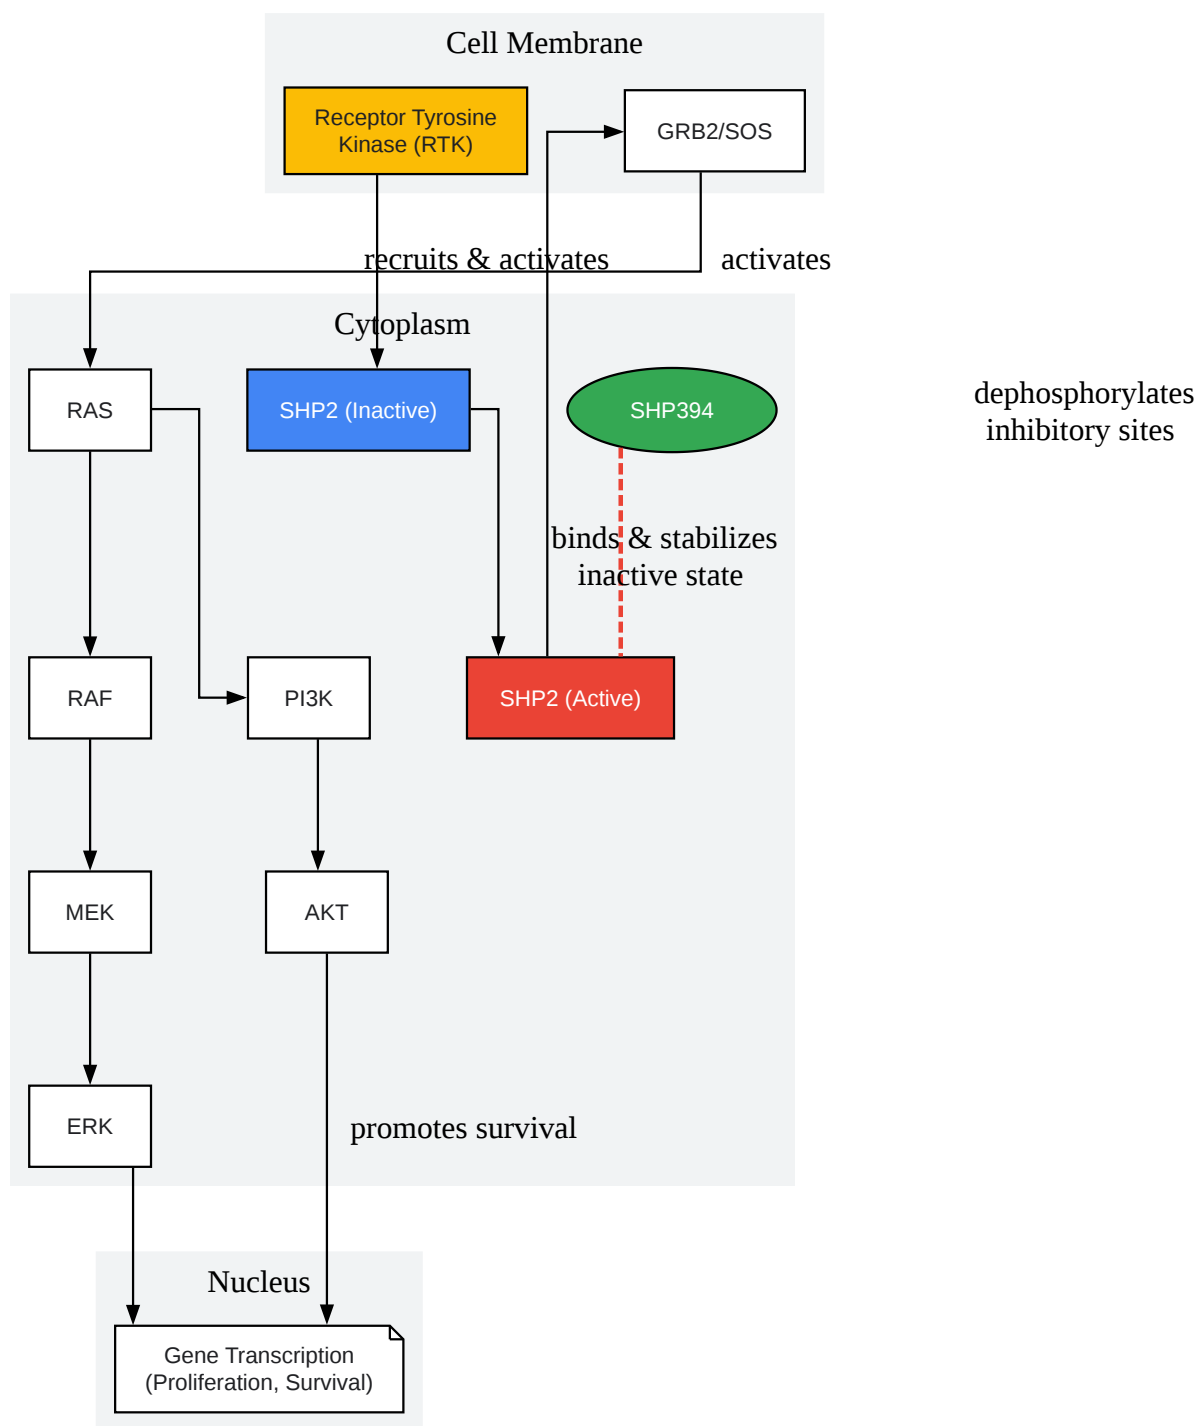 Cell Membrane
Receptor Tyrosine
Kinase (RTK)
GRB2/SOS
recruits & activates
activates
Cytoplasm
RAS
SHP2 (Inactive)
SHP394
dephosphorylates
inhibitory sites
binds & stabilizes
inactive state
RAF
PI3K
SHP2 (Active)
MEK
AKT
ERK
promotes survival
Nucleus
Gene Transcription
(Proliferation, Survival)